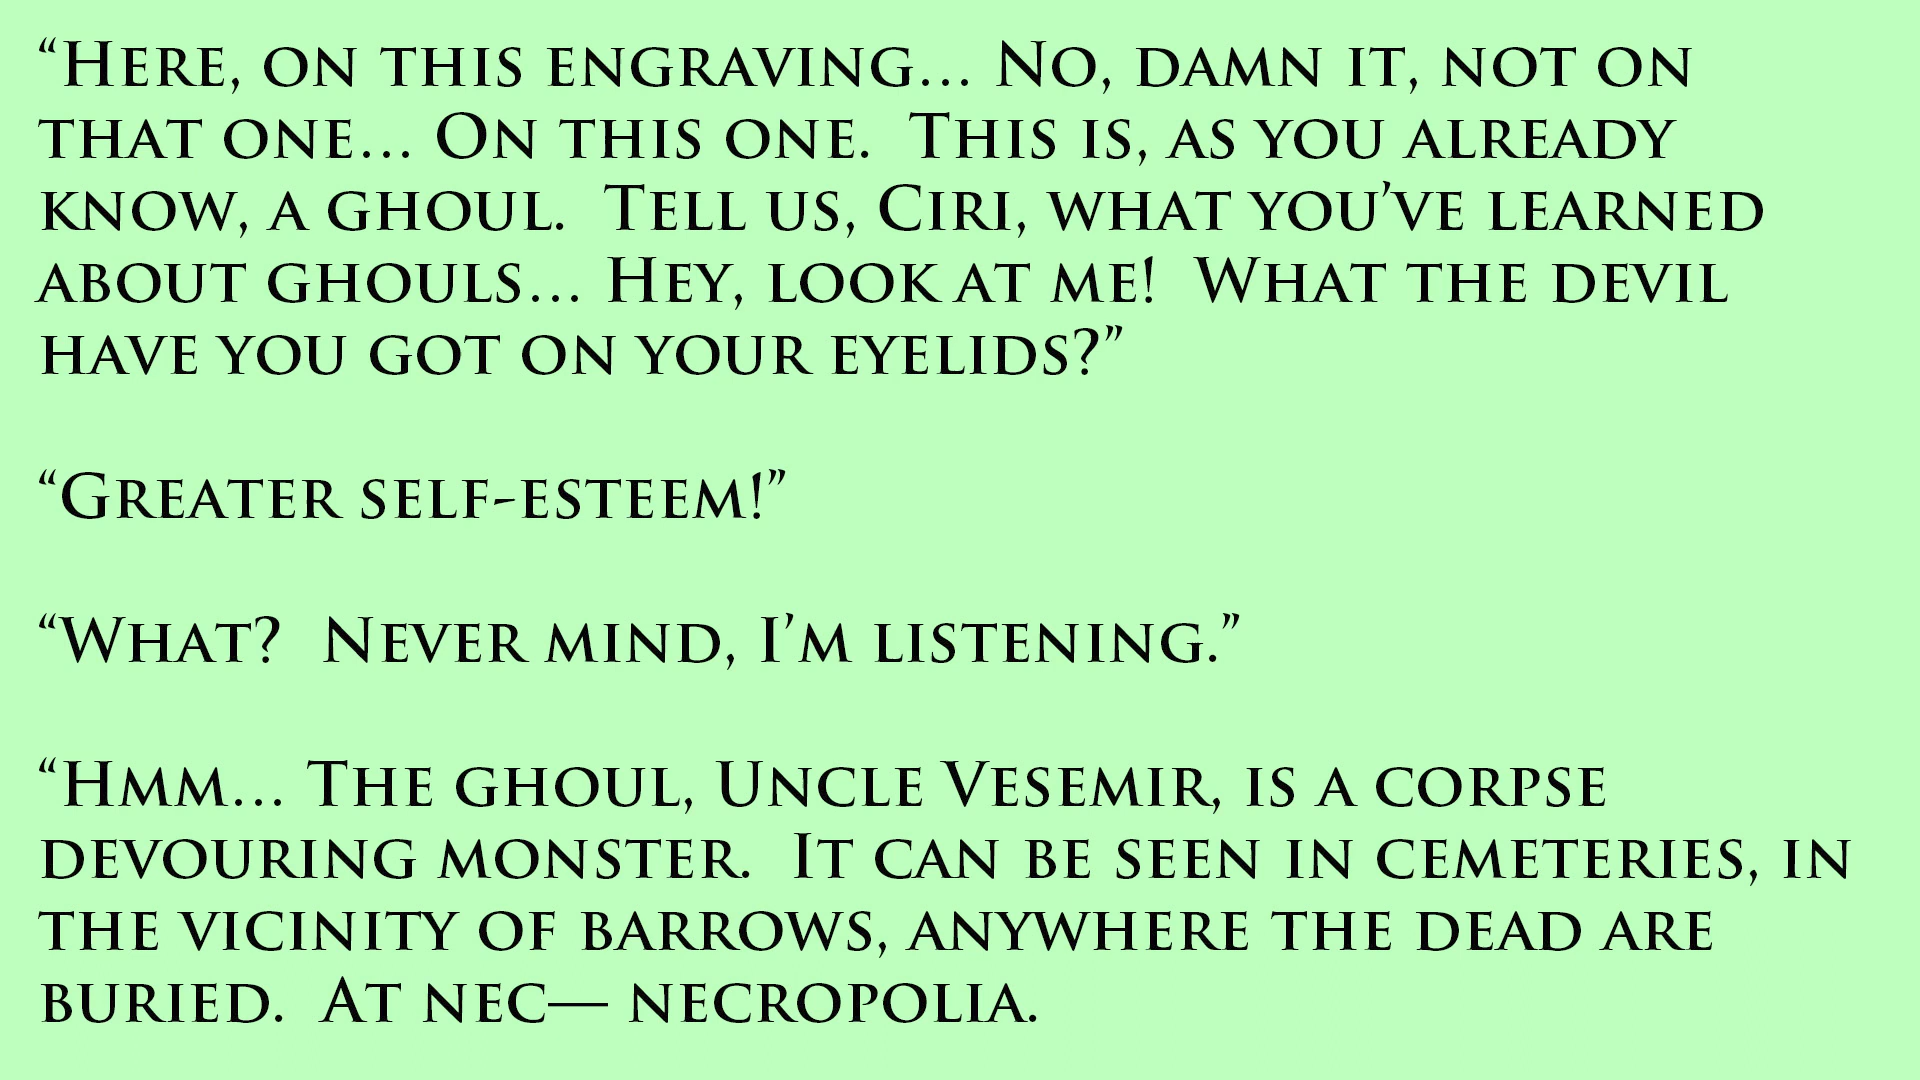 “Here, on this engraving… No, damn it, not on
that one… On this one.  This is, as you already
know, a ghoul.  Tell us, Ciri, what you’ve learned
about ghouls… Hey, look at me!  What the devil
have you got on your eyelids?”
“Greater self-esteem!”
“What?  Never mind, I’m listening.”
“Hmm… The ghoul, Uncle Vesemir, is a corpse
devouring monster.  It can be seen in cemeteries, in
the vicinity of barrows, anywhere the dead are
buried.  At nec— necropolia.